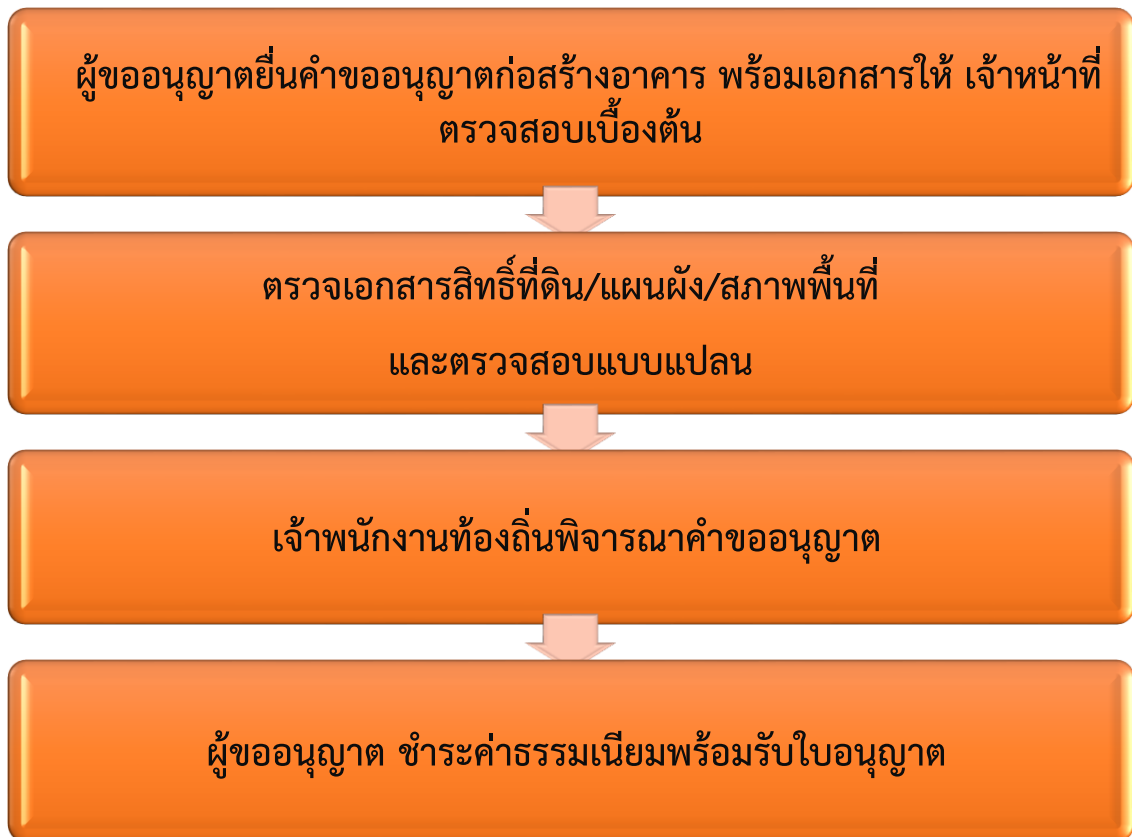 ผู้ขออนุญาตยื่นคำขออนุญาตก่อสร้างอาคาร พร้อมเอกสารให้ เจ้าหน้าที่
ตรวจสอบเบื้องต้น
ตรวจเอกสารสิทธิ์ที่ดิน/แผนผัง/สภาพพื้นที่
และตรวจสอบแบบแปลน
เจ้าพนักงานท้องถิ่นพิจารณาคำขออนุญาต
ผู้ขออนุญาต ชำระค่าธรรมเนียมพร้อมรับใบอนุญาต